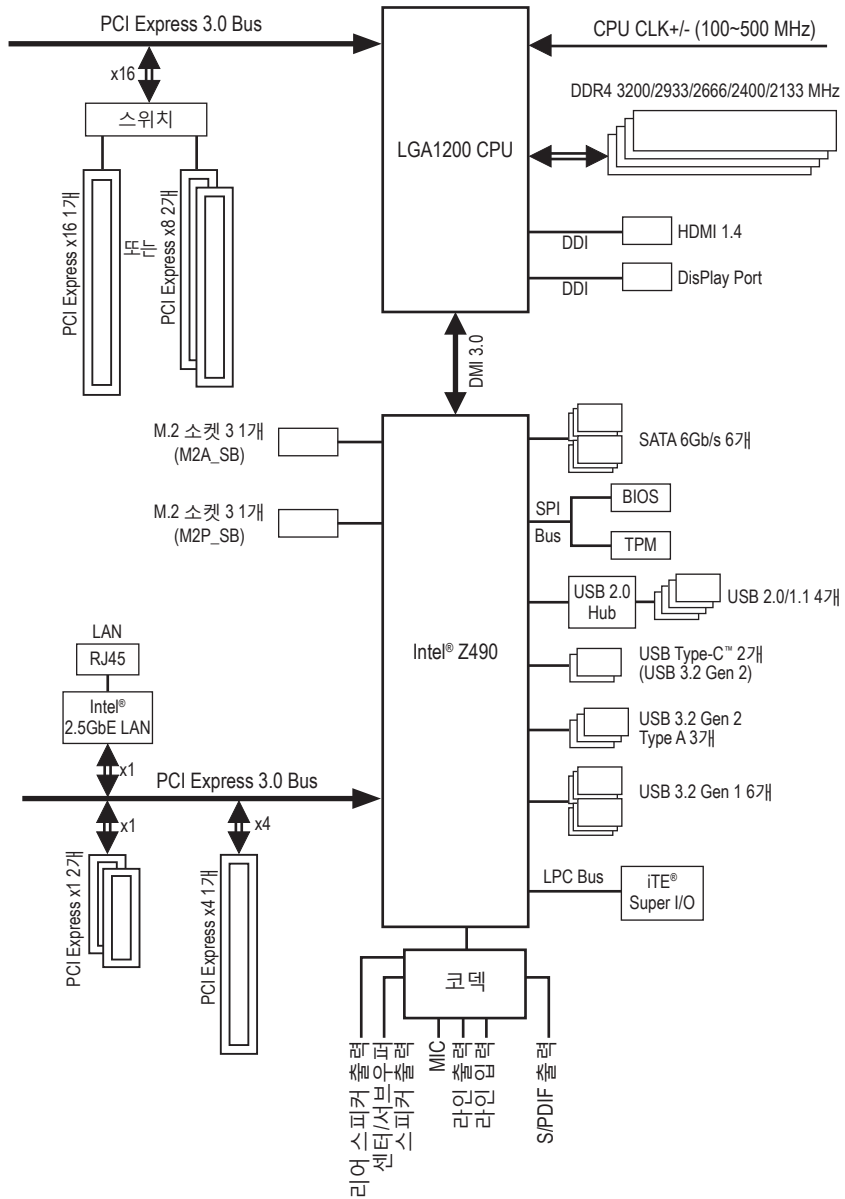 PCI Express 3.0 Bus
CPU CLK+/- (100~500 MHz)
x16
DDR4 3200/2933/2666/2400/2133 MHz
스위치
LGA1200 CPU
PCI Express x16 1개
또는
PCI Express x8 2개
DDI
HDMI 1.4
DDI
DisPlay Port
DMI 3.0
M.2 소켓 3 1개
(M2A_SB)
SATA 6Gb/s 6개
M.2 소켓 3 1개
(M2P_SB)
SPI
Bus
BIOS
TPM
USB 2.0
Hub
USB 2.0/1.1 4개
LAN
RJ45
Intel®
2.5GbE LAN
Intel® Z490
USB Type-C™ 2개
(USB 3.2 Gen 2)
USB 3.2 Gen 2
Type A 3개
x1
PCI Express 3.0 Bus
USB 3.2 Gen 1 6개
x1
x4
PCI Express x1 2개
PCI Express x4 1개
LPC Bus
iTE®
Super I/O
코덱
리어 스피커 출력
센터/서브우퍼
스피커 출력
MIC
라인 출력
라인 입력
S/PDIF 출력